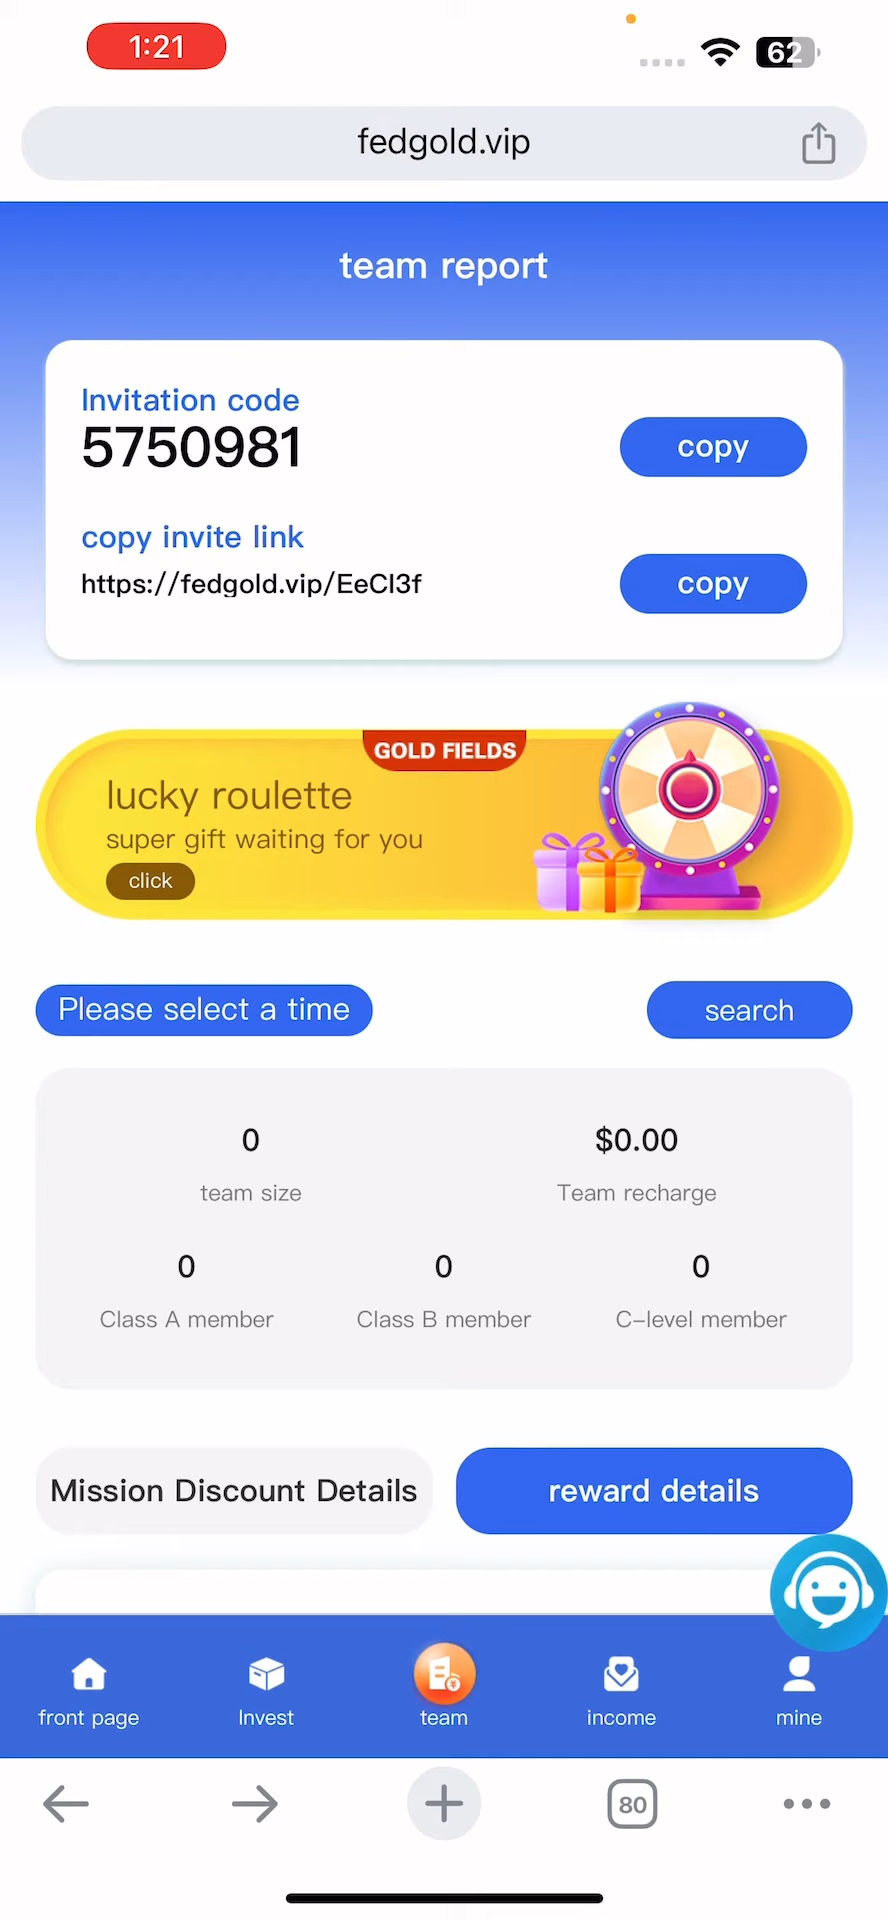 1:21
62
fedgold.vip
team report
Invitation code
5750981
copy
copy invite link
https://fedgold.vip/EeCl3f
copy
GOLD FIELDS
lucky roulette
super gift waiting for you
click
Please select a time
search
0
$0.00
team size
Team recharge
0
0
0
Class A member
Class B member
C-level member
Mission Discount Details
reward details
front page
Invest
team
income
mine
80